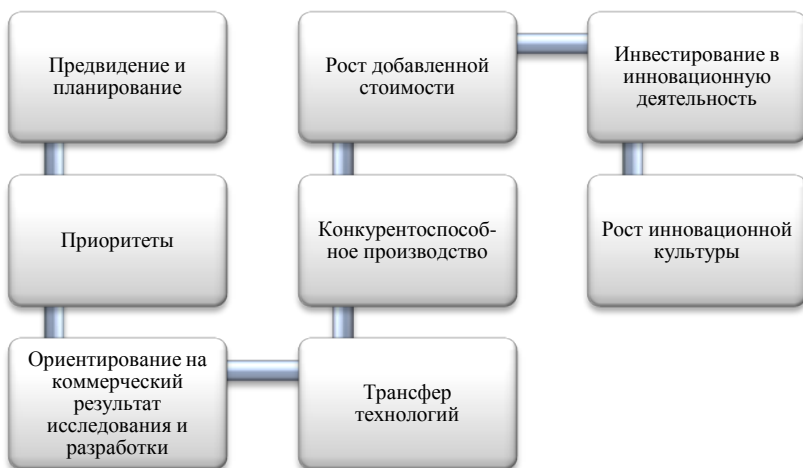 Предвидение и
планирование
Приоритеты
Ориентирование на
коммерческий
результат
исследования и
разработки
Трансфер
технологий
Конкурентоспособ-
ное производство
Рост добавленной
стоимости
Инвестирование в
инновационную
деятельность
Рост инновационной
культуры